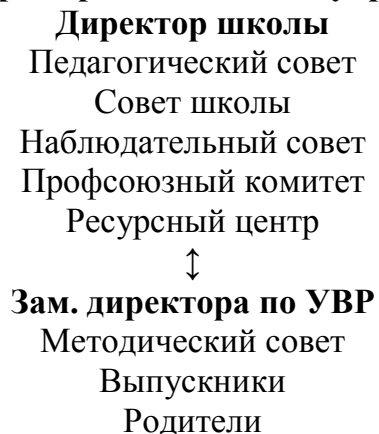 Директор школы
Педагогический совет
Совет школы
Наблюдательный совет
Профсоюзный комитет
Ресурсный центр
↕
Зам. директора по УВР
Методический совет
Выпускники
Родители